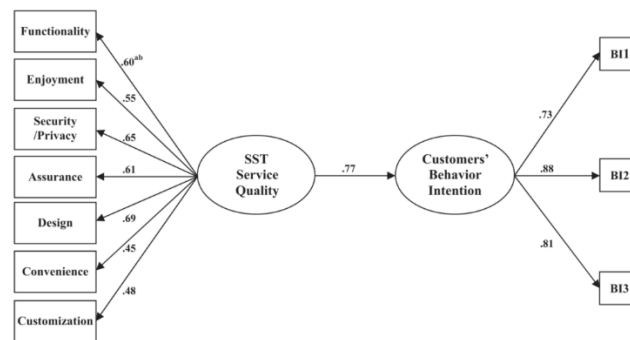 Functionality
.60ab
Enjoyment
.55
Security
/Privacy
.65
Assurance
.61
Design
.69
Convenience
.45
Customization
.48
SST
Service
Quality
.77
Customers'
Behavior
Intention
.73
.88
.81
BI1
BI2
BI3